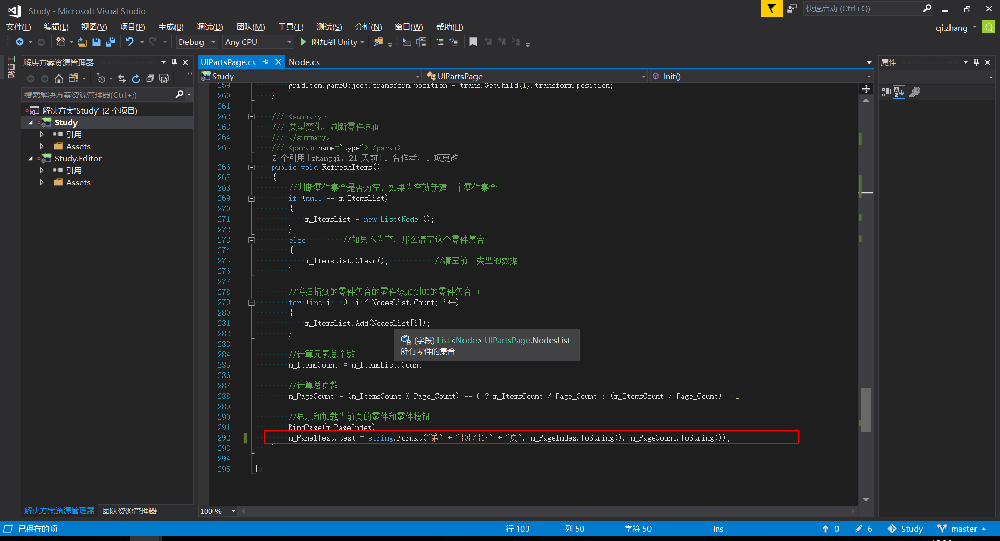 Study - Microsoft Visual Studio
快速启动 (Ctrl+Q)
文件(F) 编辑(E) 视图(V) 项目(P) 生成(B) 调试(D) 团队(M) 工具(T) 测试(S) 分析(N) 窗口(W) 帮助(H)
qi.zhang Q
Debug Any CPU 附加到 Unity
工具箱
解决方案资源管理器
搜索解决方案资源管理器(Ctrl+;)
解决方案'Study' (2 个项目)
Study
引用
Assets
Study.Editor
引用
Assets
解决方案资源管理器 团队资源管理器
UIPartsPage.cs Node.cs
Study UIPartsPage Init()
259 gridItem.gameObject.transform.position = trans.GetChild(1).transform.position;
260 }
261
262 /// <summary>
263 /// 类型变化，刷新零件界面
264 /// </summary>
265 /// <param name="type"></param>
2 个引用|zhangqi，21 天前|1 名作者，1 项更改
266 public void RefreshItems()
267 {
268 //判断零件集合是否为空，如果为空就新建一个零件集合
269 if (null == m_ItemsList)
270 {
271 m_ItemsList = new List<Node>();
272 }
273 else //如果不为空，那么清空这个零件集合
274 {
275 m_ItemsList.Clear(); //清空前一类型的数据
276 }
277
278 //将扫描到的零件集合的零件添加到UI的零件集合中
279 for (int i = 0; i < NodesList.Count; i++)
280 {
281 m_ItemsList.Add(NodesList[i]);
282 }
283
(字段) List<Node> UIPartsPage.NodesList
所有零件的集合
284 //计算元素总个数
285 m_ItemsCount = m_ItemsList.Count;
286
287 //计算总页数
288 m_PageCount = (m_ItemsCount % Page_Count) == 0 ? m_ItemsCount / Page_Count : (m_ItemsCount / Page_Count) + 1;
289
290 //显示和加载当前页的零件和零件按钮
291 BindPage(m_PageIndex);
292 m_PanelText.text = string.Format("第" + "{0}/{1}" + "页", m_PageIndex.ToString(), m_PageCount.ToString());
293 }
294
295 }
100 %
属性
已保存的项 行 103 列 50 字符 50 Ins 0 6 Study master